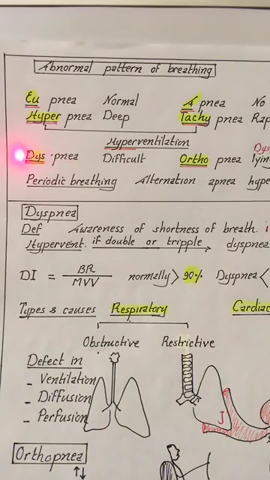 Abnormal pattern of breathing
Eu pnea Normal A pnea No
Hyper pnea Deep Tachy pnea Rap
Hyperventilation
Dys
Dys-pnea Difficult Ortho pnea lyin
Periodic breathing Alternation apnea hype
Dyspnea
Def Awareness of shortness of breath i
Hypervent. if double or tripple dyspnea
DI = BR / MVV normally > 90% Dyspnea <
Types & causes Respiratory Cardiac
Obstructive Restrictive
Defect in
- Ventilation
- Diffusion
- Perfusion
Orthopnea